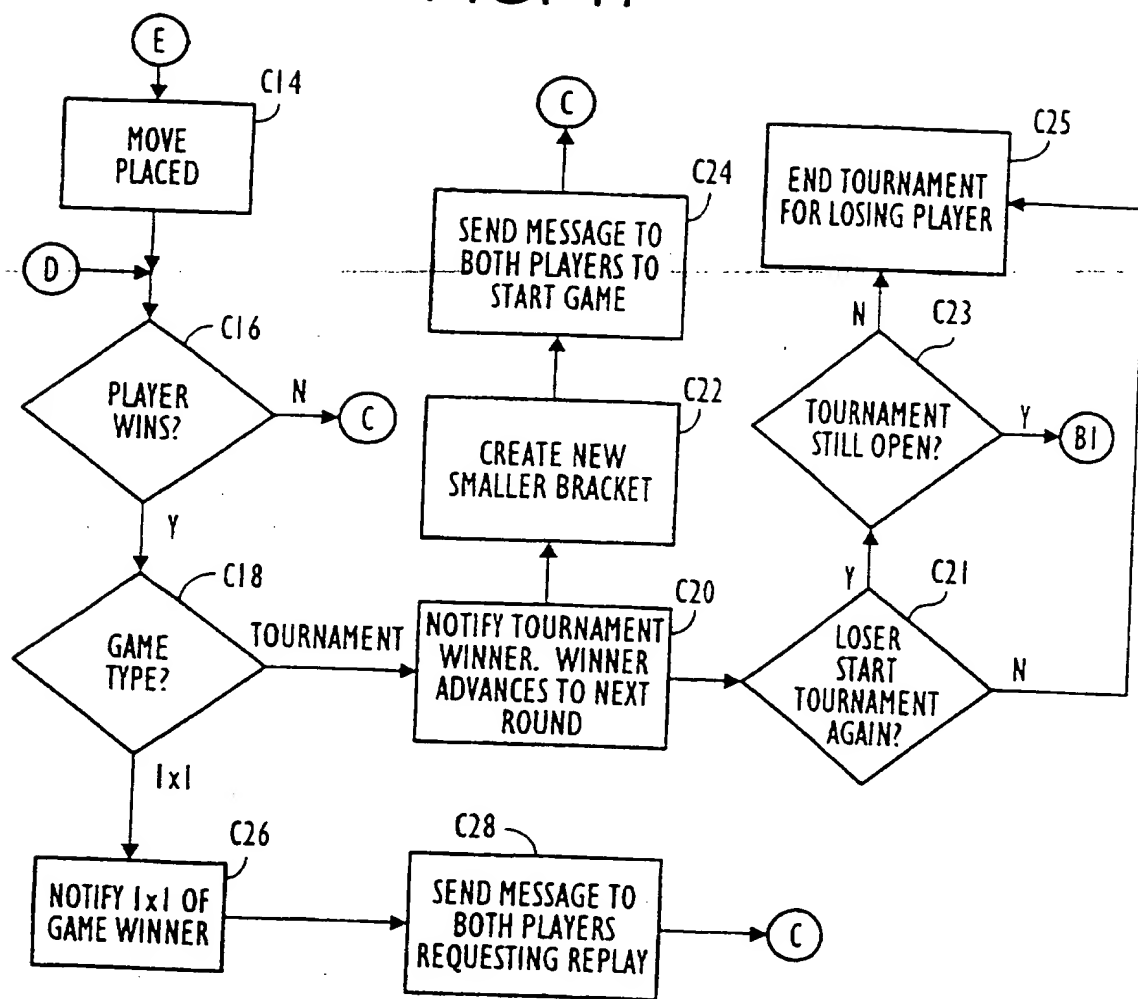 E
C14
MOVE
PLACED
D
C16
PLAYER
WINS?
N
C
Y
C18
GAME
TYPE?
TOURNAMENT
1x1
C26
NOTIFY 1x1 OF
GAME WINNER
C28
SEND MESSAGE TO
BOTH PLAYERS
REQUESTING REPLAY
C
C
C24
SEND MESSAGE TO
BOTH PLAYERS TO
START GAME
C22
CREATE NEW
SMALLER BRACKET
C20
NOTIFY TOURNAMENT
WINNER. WINNER
ADVANCES TO NEXT
ROUND
C25
END TOURNAMENT
FOR LOSING PLAYER
N
C23
TOURNAMENT
STILL OPEN?
Y
B1
Y
C21
LOSER
START
TOURNAMENT
AGAIN?
N